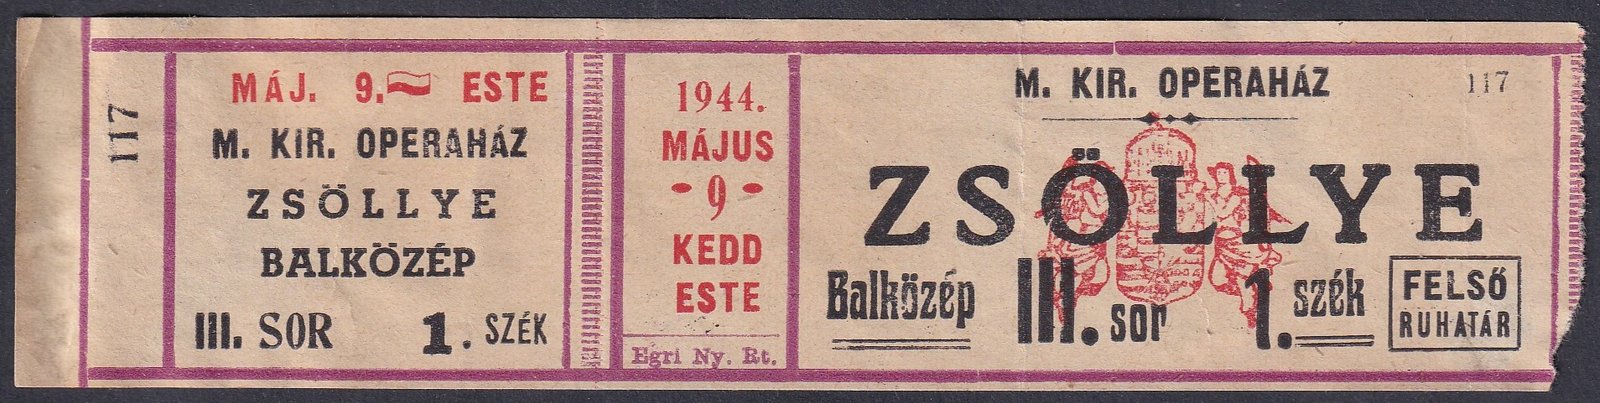 117
MÁJ. 9. ESTE
M. KIR. OPERAHÁZ
ZSÖLLYE
BALKÖZÉP
III. SOR 1. SZÉK
1944.
MÁJUS
• 9 •
KEDD
ESTE
Egri Ny. Rt.
M. KIR. OPERAHÁZ 117
ZSÖLLYE
Balközép III. sor 1. szék
FELSŐ
RUHATÁR